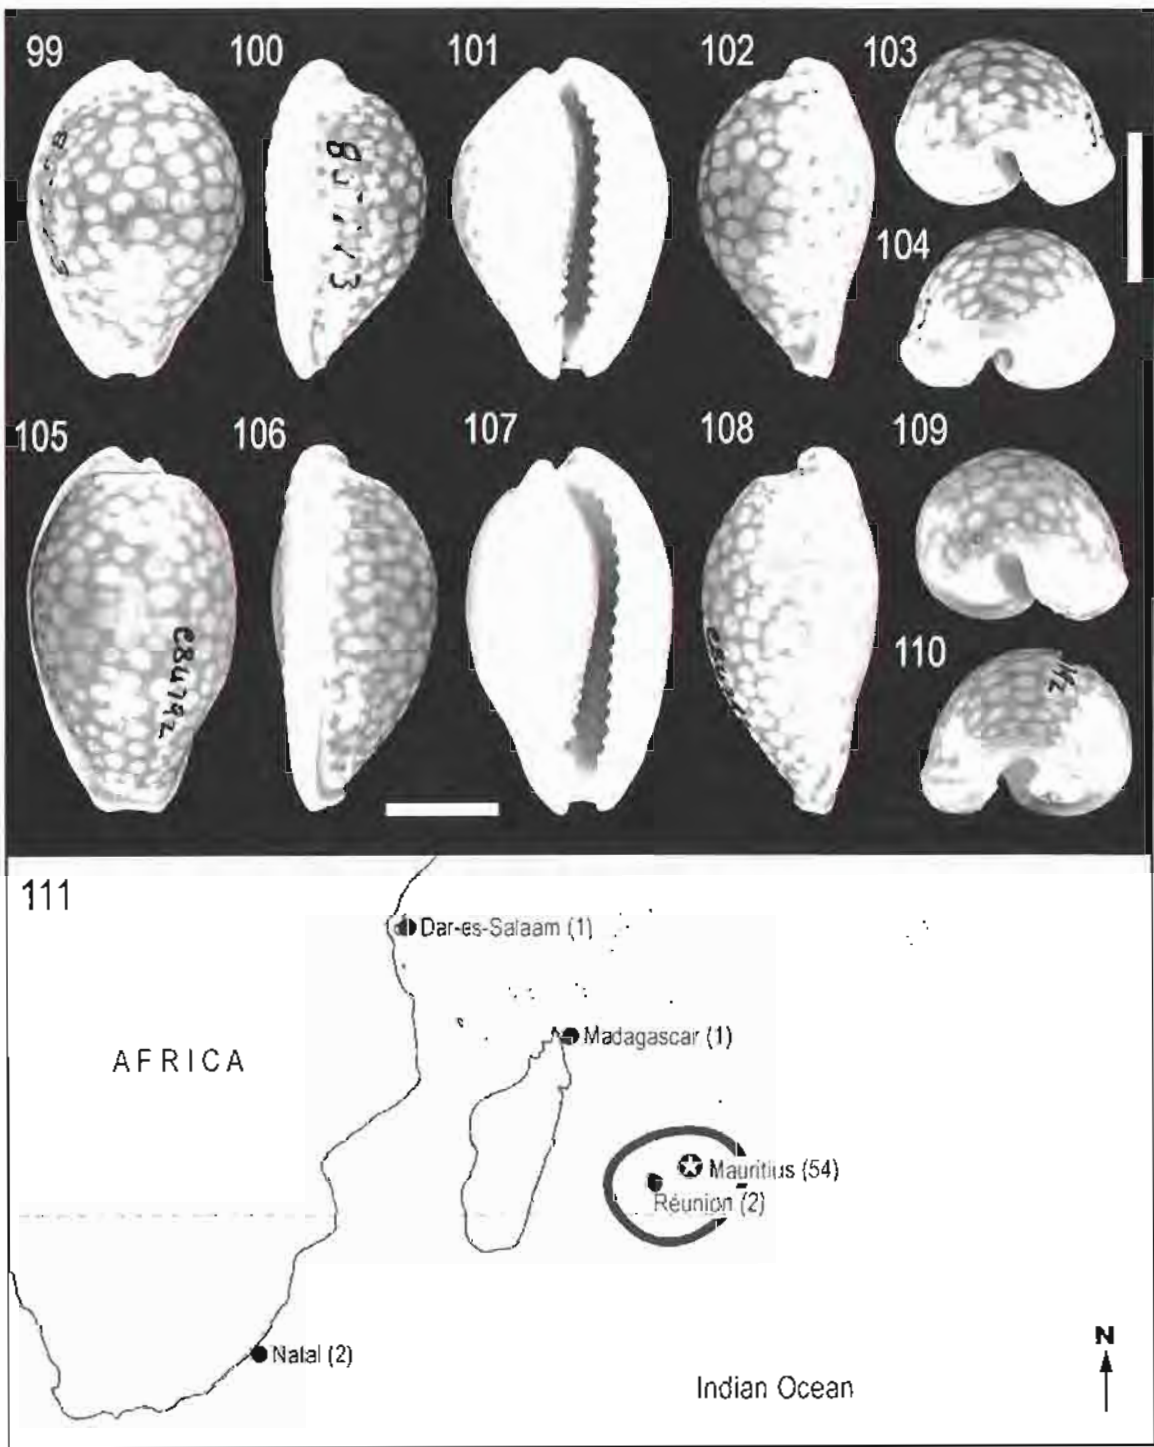 99 100 101 102 103
104
105 106 107 108 109
110
C84792
111
Dar-es-Salaam (1)
Madagascar (1)
AFRICA
Mauritius (54)
Réunion (2)
N
Natal (2)
Indian Ocean